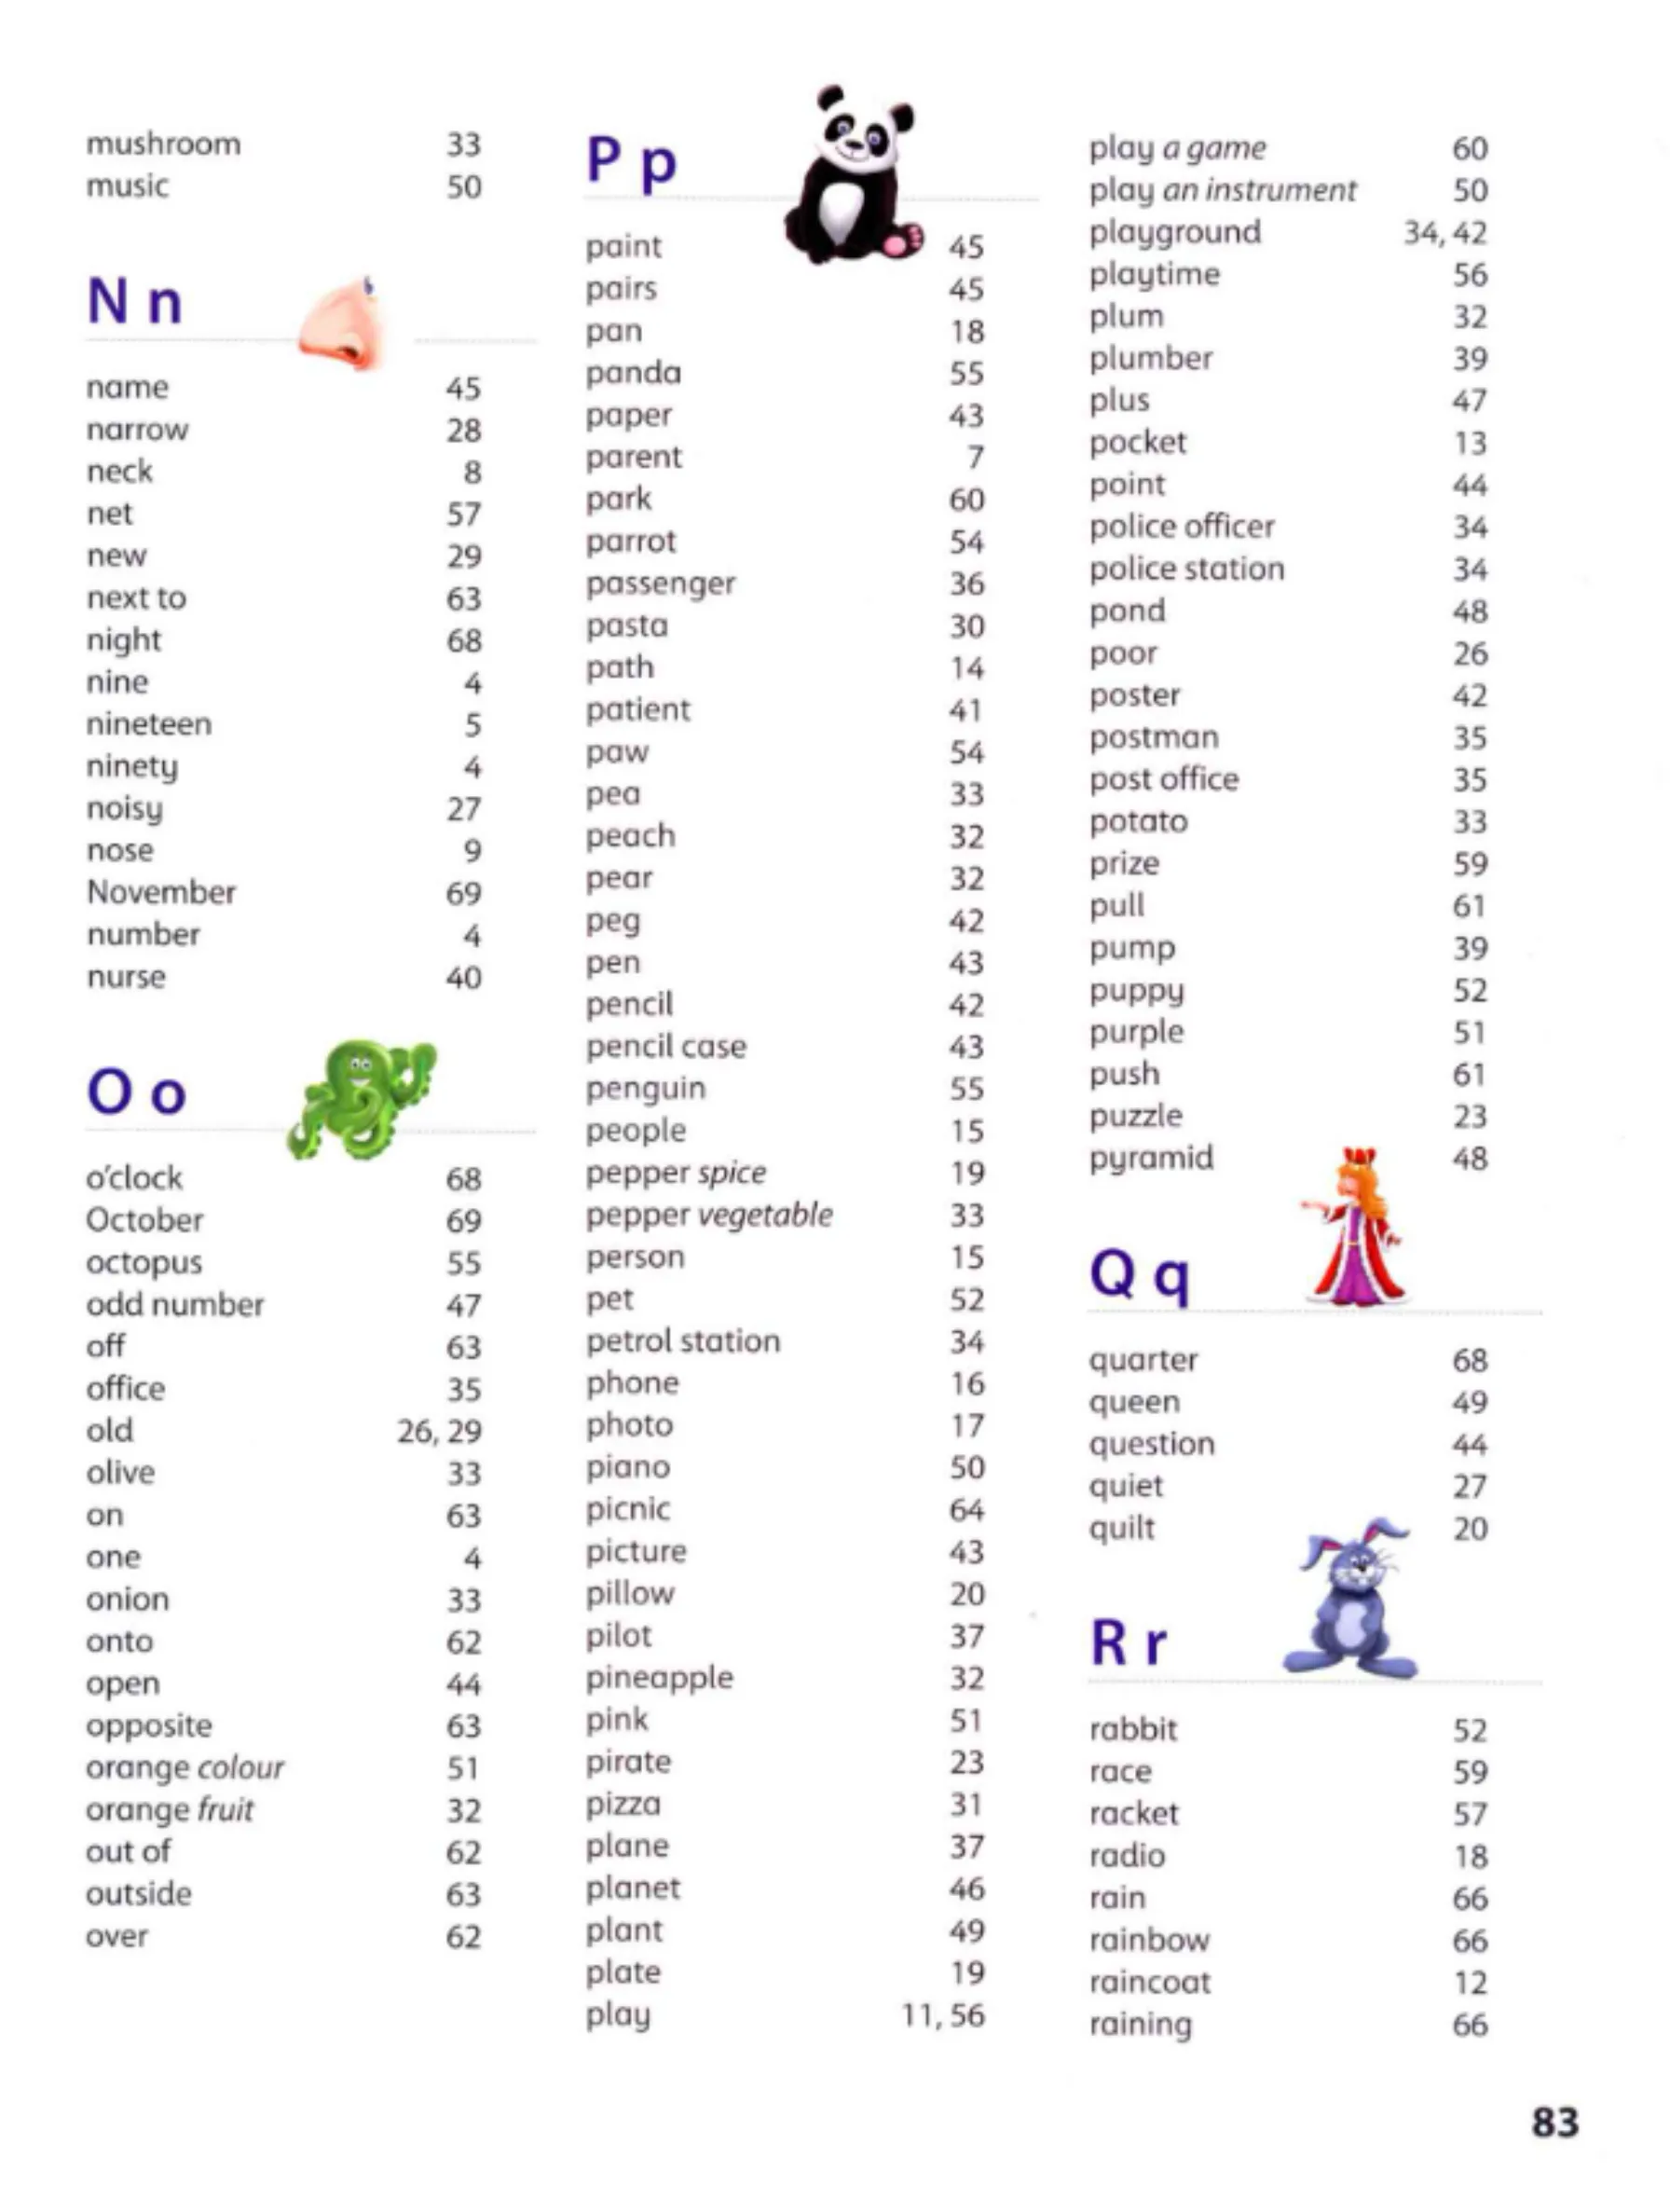 mushroom 33
music 50
N n
name 45
narrow 28
neck 8
net 57
new 29
next to 63
night 68
nine 4
nineteen 5
ninety 4
noisy 27
nose 9
November 69
number 4
nurse 40
O o
o'clock 68
October 69
octopus 55
odd number 47
off 63
office 35
old 26, 29
olive 33
on 63
one 4
onion 33
onto 62
open 44
opposite 63
orange colour 51
orange fruit 32
out of 62
outside 63
over 62
P p
paint 45
pairs 45
pan 18
panda 55
paper 43
parent 7
park 60
parrot 54
passenger 36
pasta 30
path 14
patient 41
paw 54
pea 33
peach 32
pear 32
peg 42
pen 43
pencil 42
pencil case 43
penguin 55
people 15
pepper spice 19
pepper vegetable 33
person 15
pet 52
petrol station 34
phone 16
photo 17
piano 50
picnic 64
picture 43
pillow 20
pilot 37
pineapple 32
pink 51
pirate 23
pizza 31
plane 37
planet 46
plant 49
plate 19
play 11, 56
play a game 60
play an instrument 50
playground 34, 42
playtime 56
plum 32
plumber 39
plus 47
pocket 13
point 44
police officer 34
police station 34
pond 48
poor 26
poster 42
postman 35
post office 35
potato 33
prize 59
pull 61
pump 39
puppy 52
purple 51
push 61
puzzle 23
pyramid 48
Q q
quarter 68
queen 49
question 44
quiet 27
quilt 20
R r
rabbit 52
race 59
racket 57
radio 18
rain 66
rainbow 66
raincoat 12
raining 66
83